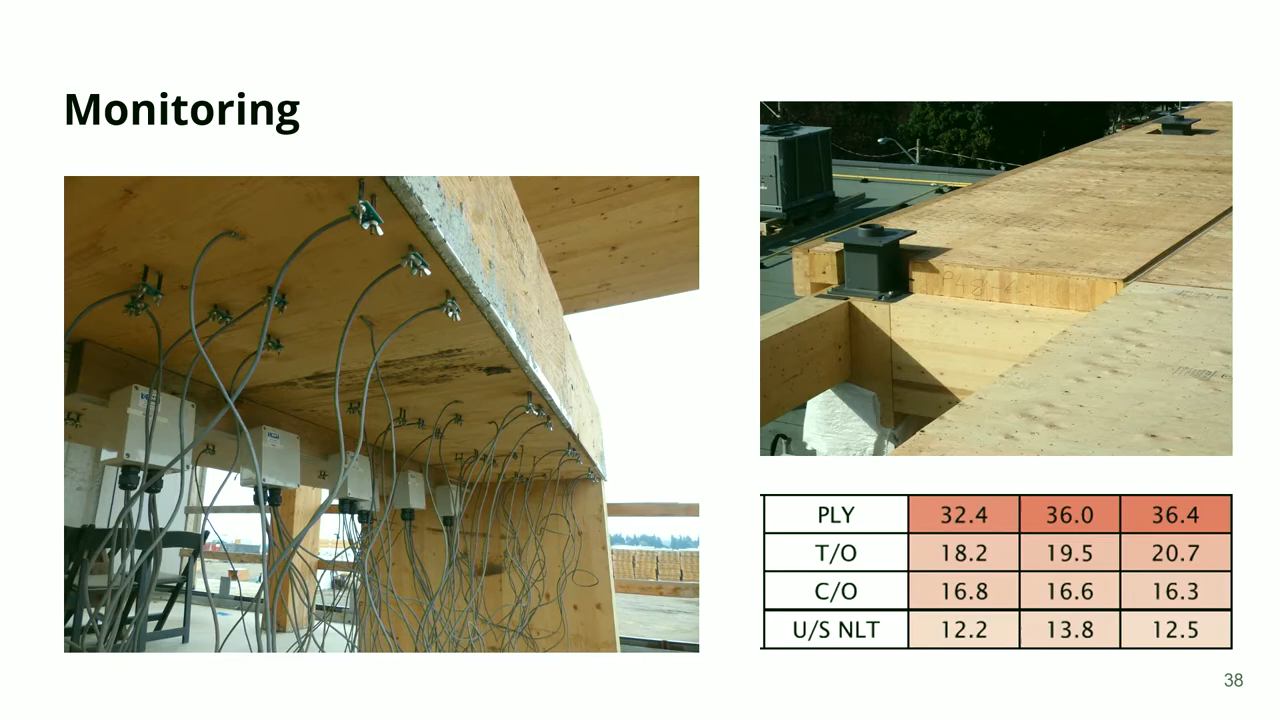 Monitoring
PLY 32.4 36.0 36.4
T/O 18.2 19.5 20.7
C/O 16.8 16.6 16.3
U/S NLT 12.2 13.8 12.5
38